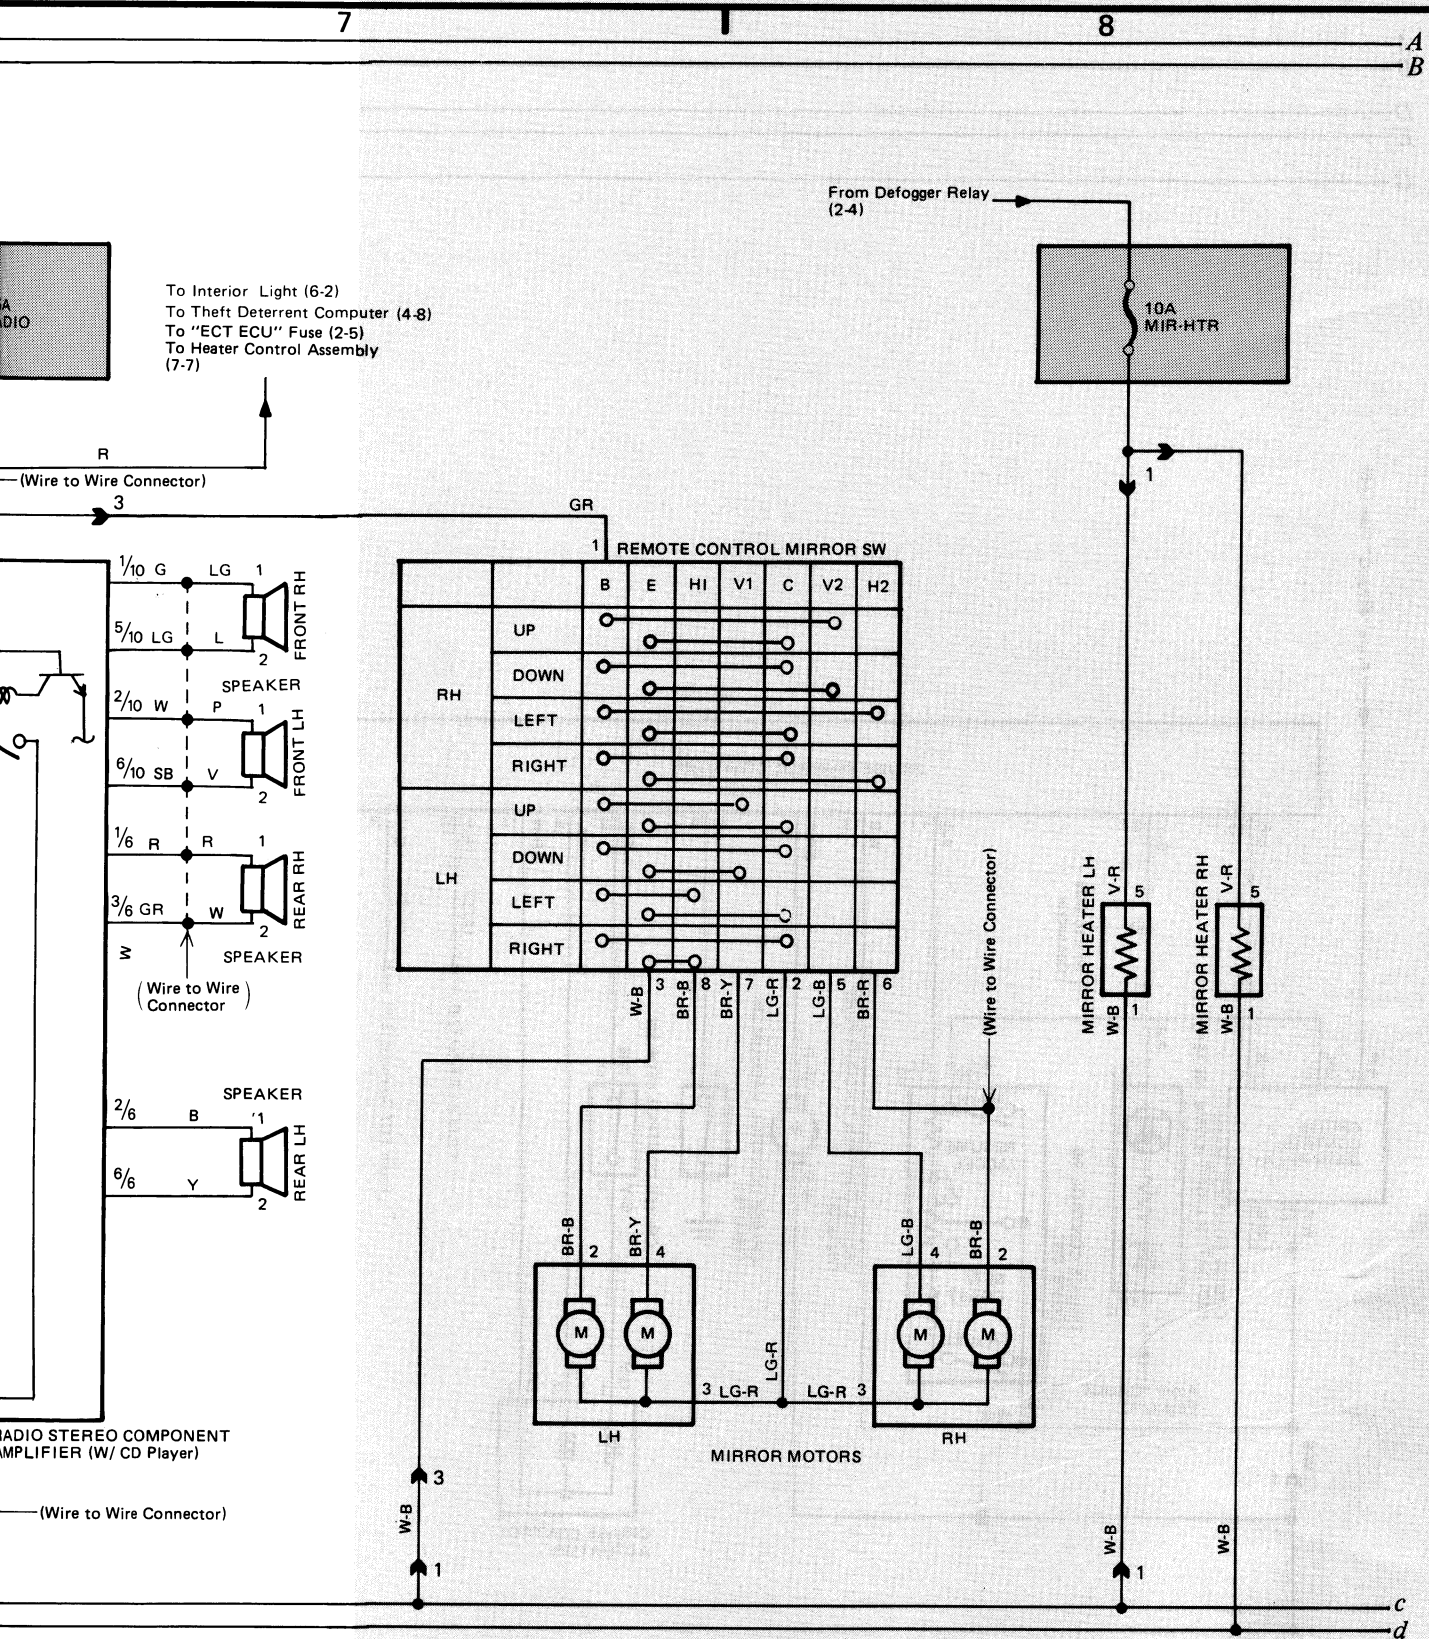 7
8
A
B
From Defogger Relay
(2-4)
10A
MIR-HTR
To Interior Light (6-2)
To Theft Deterrent Computer (4-8)
To "ECT ECU" Fuse (2-5)
To Heater Control Assembly
(7-7)
R
(Wire to Wire Connector)
3
GR
1
1
REMOTE CONTROL MIRROR SW
B E H1 V1 C V2 H2
RH
UP
DOWN
LEFT
RIGHT
LH
UP
DOWN
LEFT
RIGHT
1/10 G LG 1
5/10 LG L 2
FRONT RH
SPEAKER
2/10 W P 1
6/10 SB V 2
FRONT LH
1/6 R R 1
3/6 GR W 2
REAR RH
W
SPEAKER
(Wire to Wire
Connector)
SPEAKER
2/6 B 1
6/6 Y 2
REAR LH
W-B 3
BR-B 8
BR-Y 7
LG-R 2
LG-B 5
BR-R 6
(Wire to Wire Connector)
MIRROR HEATER LH
V-R 5
W-B 1
MIRROR HEATER RH
V-R 5
W-B 1
BR-B 2
BR-Y 4
LG-B 4
BR-B 2
M M
M M
LG-R
3 LG-R
LG-R 3
LH
RH
MIRROR MOTORS
RADIO STEREO COMPONENT
AMPLIFIER (W/ CD Player)
(Wire to Wire Connector)
3
W-B
1
W-B
1
W-B
c
d